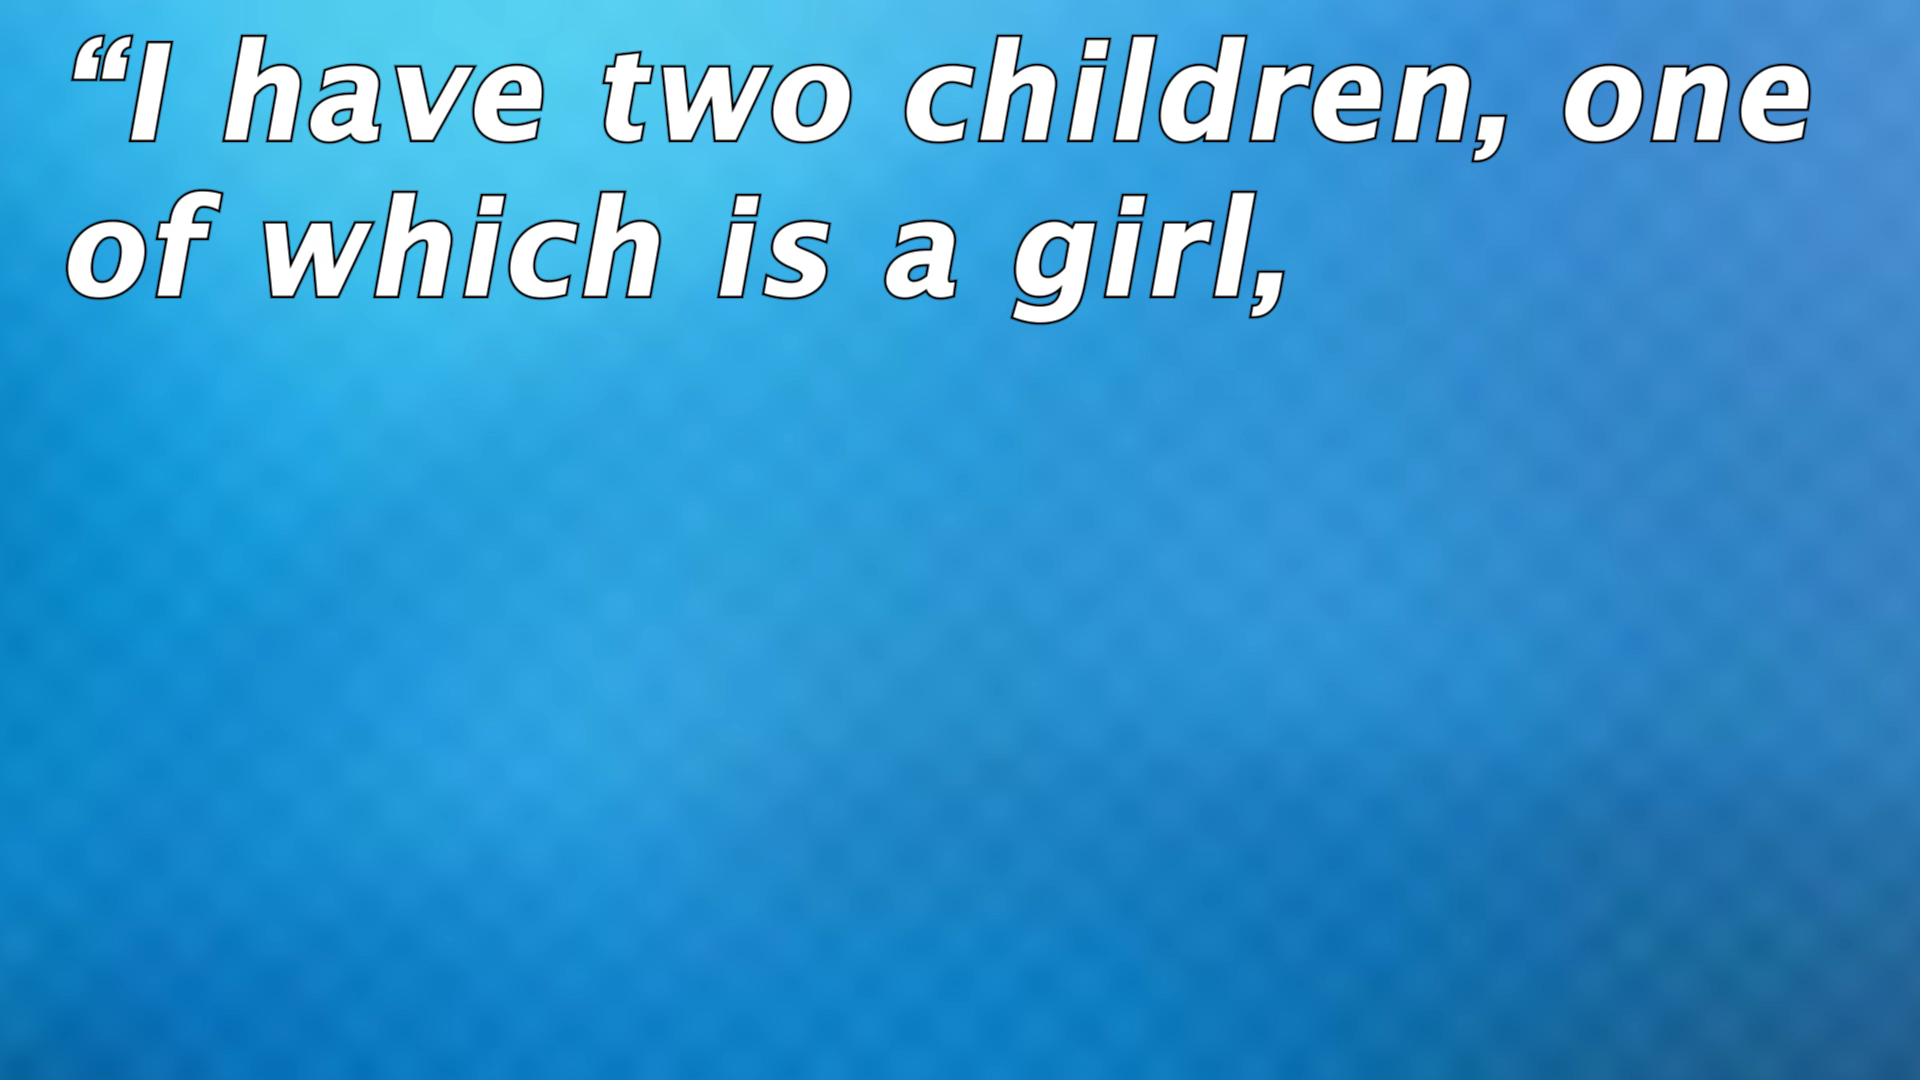 “I have two children, one
of which is a girl,